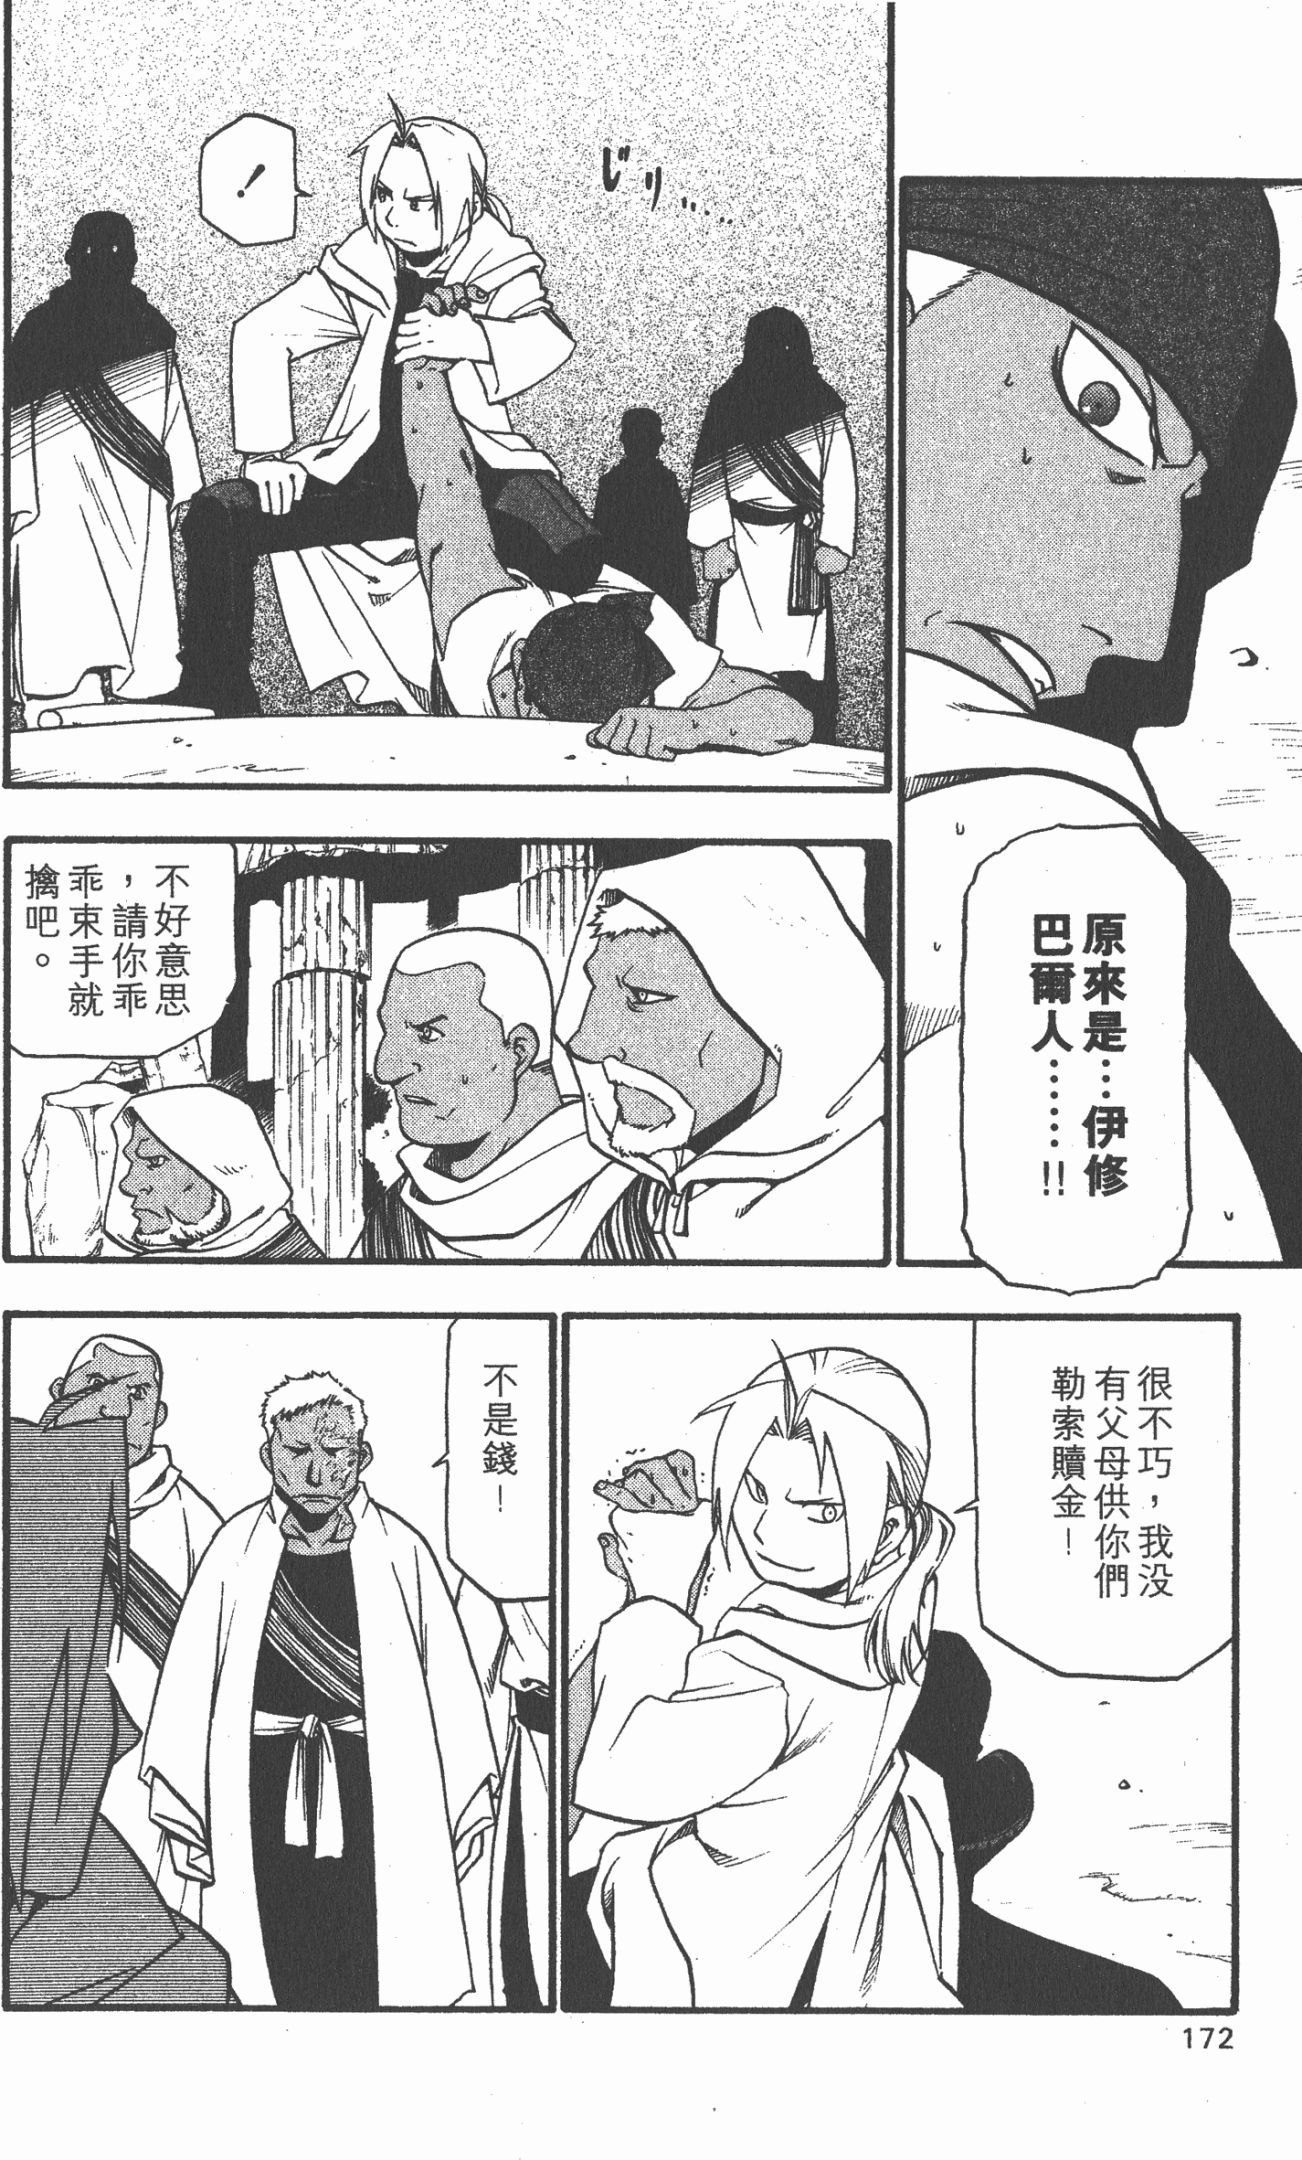 原來是…伊修
巴爾人……!!
！
じり……
不好意思
，請你乖
乖束手就
擒吧。
很不巧，我没
有父母供你們
勒索贖金！
不是錢！
172